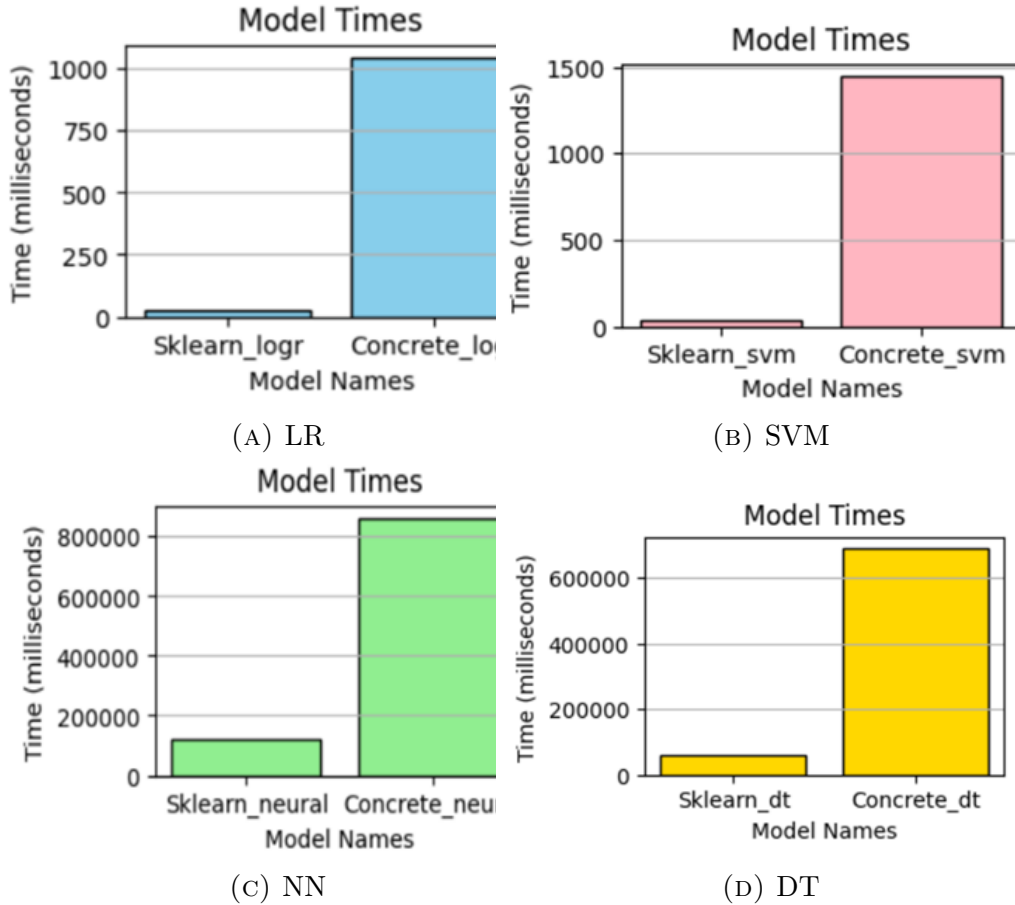 Model Times
Time (milliseconds)
1000
750
500
250
0
Sklearn_logr
Concrete_log
Model Names
(A) LR
Model Times
Time (milliseconds)
1500
1000
500
0
Sklearn_svm
Concrete_svm
Model Names
(B) SVM
Model Times
Time (milliseconds)
800000
600000
400000
200000
0
Sklearn_neural
Concrete_neur
Model Names
(C) NN
Model Times
Time (milliseconds)
600000
400000
200000
0
Sklearn_dt
Concrete_dt
Model Names
(D) DT